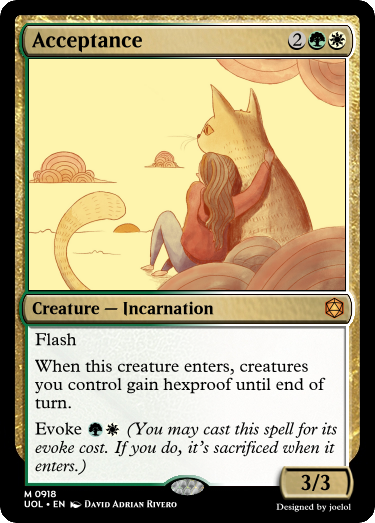 Acceptance 2
Creature — Incarnation
Flash
When this creature enters, creatures
you control gain hexproof until end of
turn.
Evoke (You may cast this spell for its
evoke cost. If you do, it's sacrificed when it
enters.)
3/3
M 0918
UOL • EN David Adrian Rivero
Designed by joelol